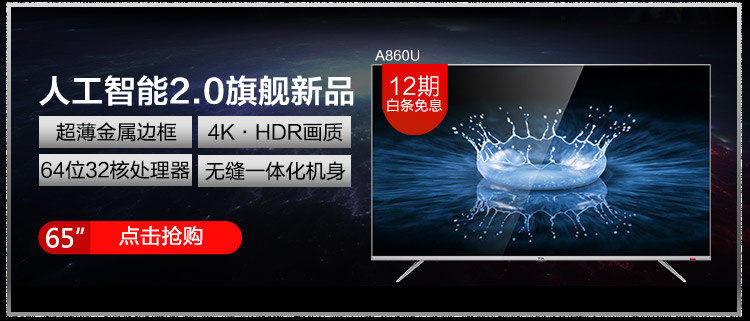 A860U
12期
白条免息
人工智能2.0旗舰新品
超薄金属边框
4K·HDR画质
64位32核处理器
无缝一体化机身
65”
点击抢购